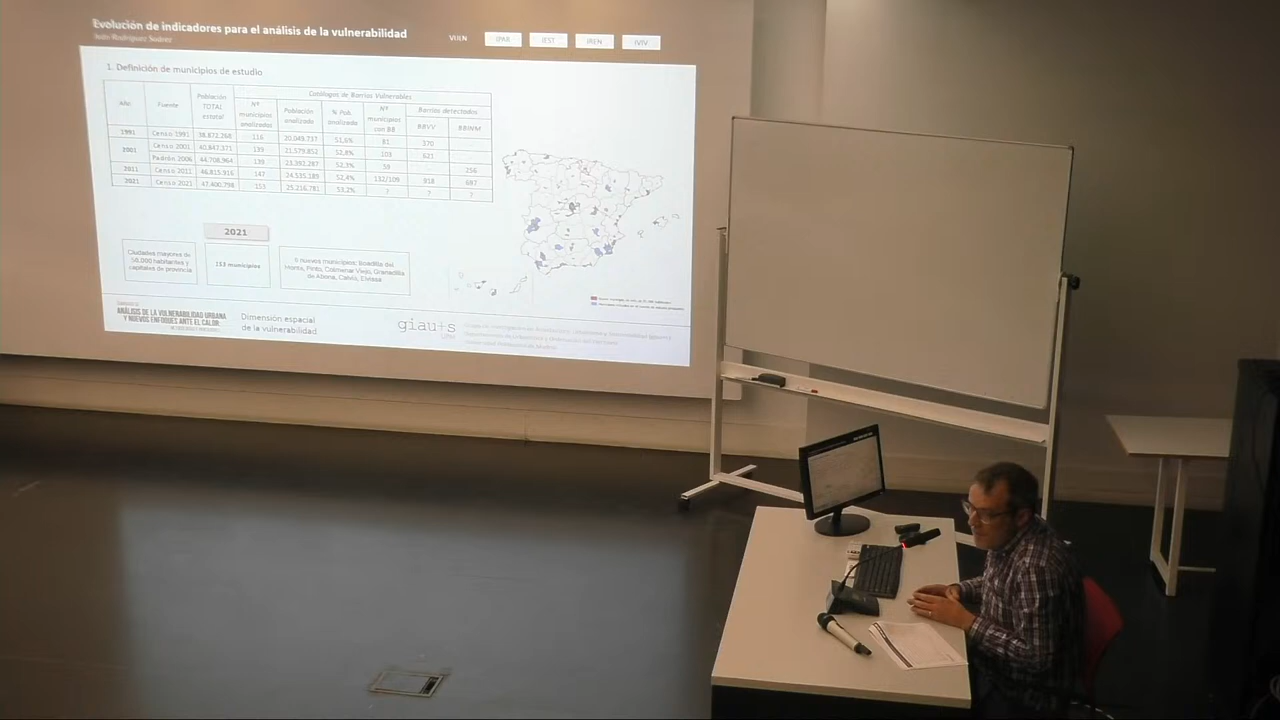 Evolución de indicadores para el análisis de la vulnerabilidad
VULN IPAR IEST IREN IVIV
1. Definición de municipios de estudio
Catálogos de Barrios Vulnerables
Año Fuente Población TOTAL estatal Nº municipios analizados Población analizada % Pob. analizada Nº municipios con BB Barrios detectados
BBVV BBINM
1991 Censo 1991 38.872.268 116 20.049.737 51,6% 81 370
2001 Censo 2001 40.847.371 139 21.579.852 52,8% 103 621
Padrón 2006 44.708.964 139 23.392.287 52,3% 59 256
2011 Censo 2011 46.815.916 147 24.535.189 52,4% 132/109 918 687
2021 Censo 2021 47.400.798 153 25.216.781 53,2% ? ? ?
2021
Ciudades mayores de
50.000 habitantes y
capitales de provincia
153 municipios
6 nuevos municipios: Boadilla del
Monte, Pinto, Colmenar Viejo, Granadilla
de Abona, Calvià, Eivissa
ANÁLISIS DE LA VULNERABILIDAD URBANA
Y NUEVOS ENFOQUES ANTE EL CALOR:
Dimensión espacial
de la vulnerabilidad
giau+s